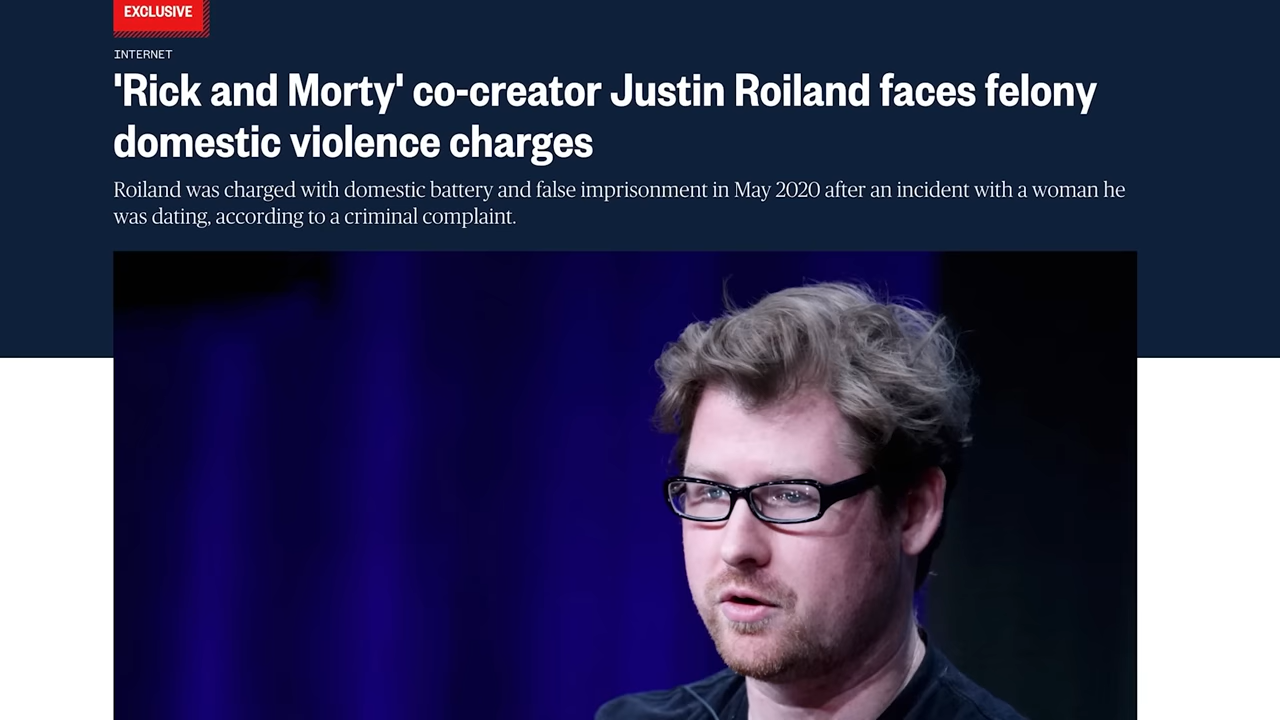 EXCLUSIVE
INTERNET
'Rick and Morty' co-creator Justin Roiland faces felony
domestic violence charges
Roiland was charged with domestic battery and false imprisonment in May 2020 after an incident with a woman he
was dating, according to a criminal complaint.